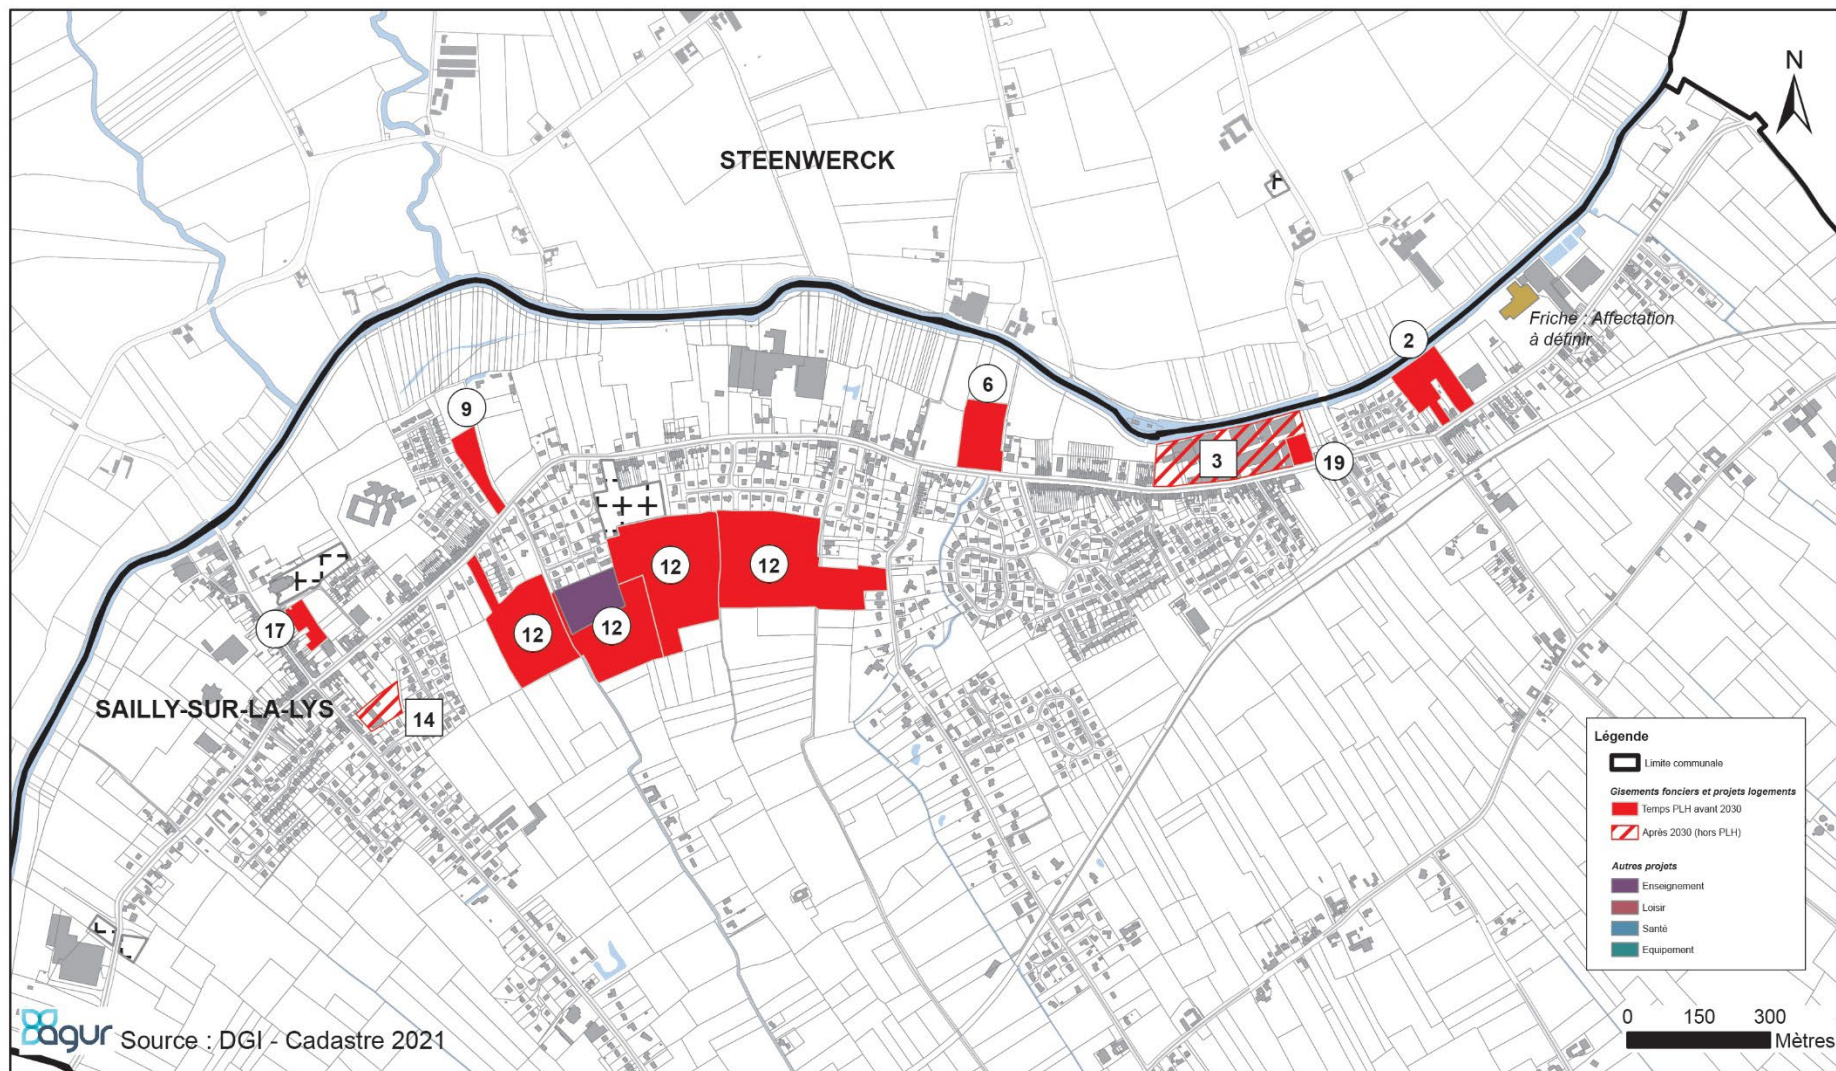 N
STEENWERCK
Friche : Affectation
à définir
2
6
9
3
19
12
12
12
12
17
14
SAILLY-SUR-LA-LYS
Légende
Limite communale
Gisements fonciers et projets logements
Temps PLH avant 2030
Après 2030 (hors PLH)
Autres projets
Enseignement
Loisir
Santé
Equipement
agur Source : DGI - Cadastre 2021
0 150 300
Mètres